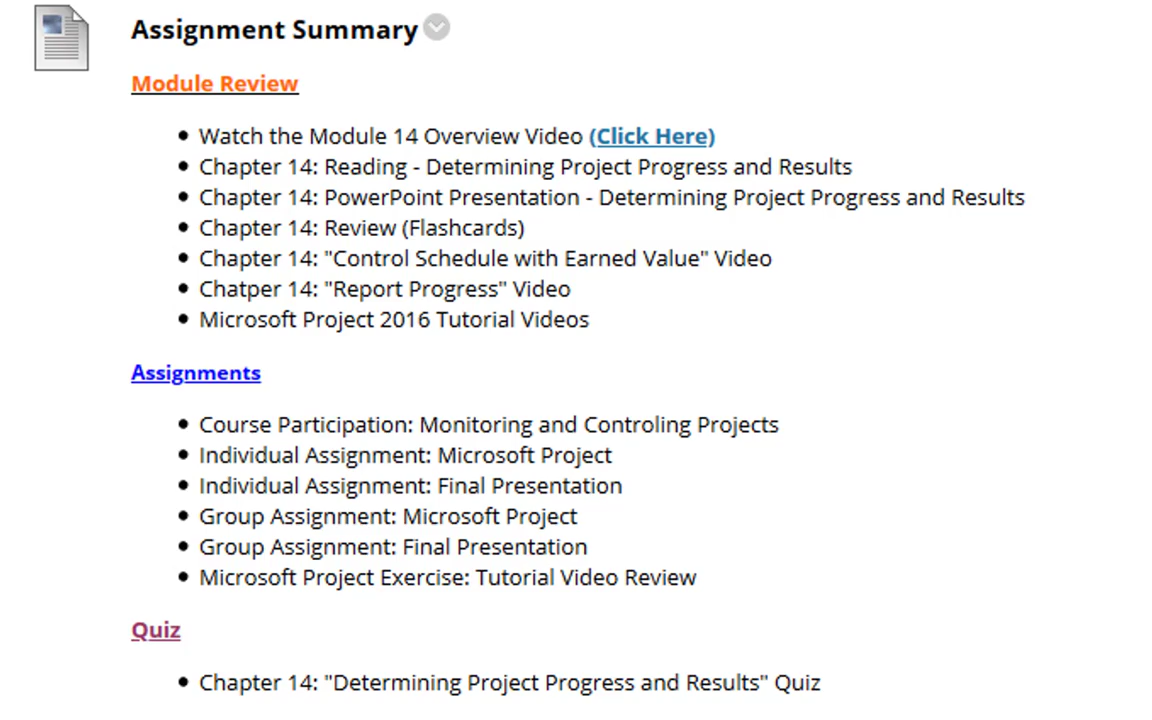 Assignment Summary
Module Review
• Watch the Module 14 Overview Video (Click Here)
• Chapter 14: Reading - Determining Project Progress and Results
• Chapter 14: PowerPoint Presentation - Determining Project Progress and Results
• Chapter 14: Review (Flashcards)
• Chapter 14: "Control Schedule with Earned Value" Video
• Chatper 14: "Report Progress" Video
• Microsoft Project 2016 Tutorial Videos
Assignments
• Course Participation: Monitoring and Controling Projects
• Individual Assignment: Microsoft Project
• Individual Assignment: Final Presentation
• Group Assignment: Microsoft Project
• Group Assignment: Final Presentation
• Microsoft Project Exercise: Tutorial Video Review
Quiz
• Chapter 14: "Determining Project Progress and Results" Quiz